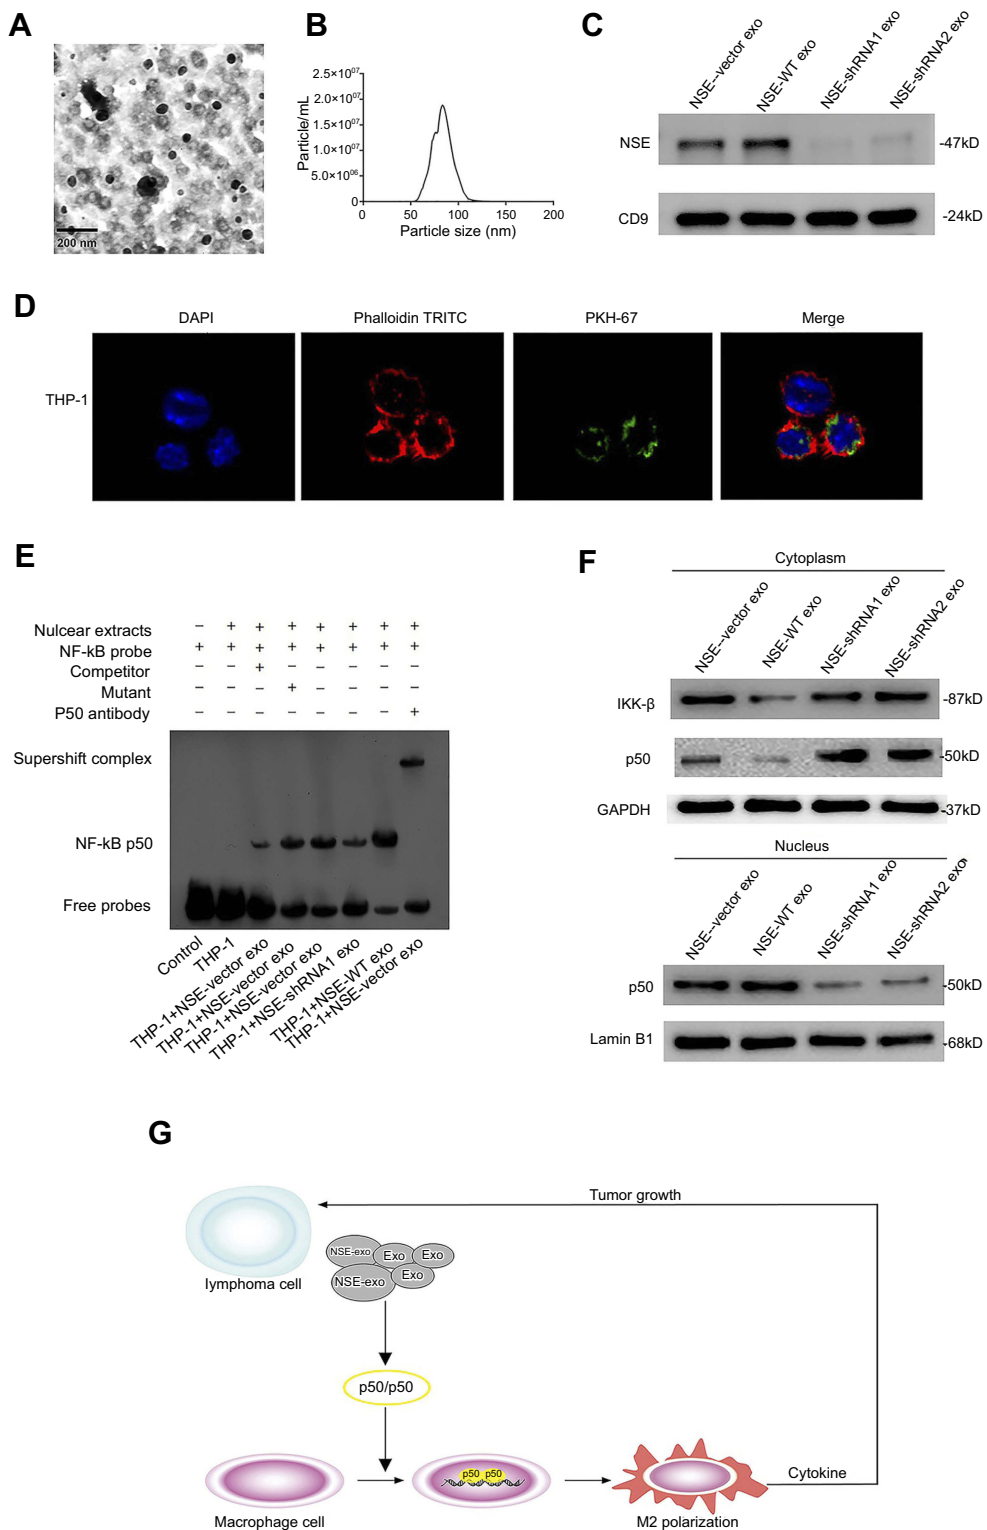 A
200 nm
B
Particle/mL
2.5×10⁰⁷
2.0×10⁰⁷
1.5×10⁰⁷
1.0×10⁰⁷
5.0×10⁰⁶
0
0 50 100 150 200
Particle size (nm)
C
NSE--vector exo
NSE-WT exo
NSE-shRNA1 exo
NSE-shRNA2 exo
NSE
-47kD
CD9
-24kD
D
DAPI
Phalloidin TRITC
PKH-67
Merge
THP-1
E
Nulcear extracts − + + + + + + +
NF-kB probe + + + + + + + +
Competitor − − + − − − − −
Mutant − − − + − − − −
P50 antibody − − − − − − − +
Supershift complex
NF-kB p50
Free probes
Control
THP-1
THP-1+NSE-vector exo
THP-1+NSE-vector exo
THP-1+NSE-vector exo
THP-1+NSE-shRNA1 exo
THP-1+NSE-WT exo
THP-1+NSE-vector exo
F
Cytoplasm
NSE--vector exo
NSE-WT exo
NSE-shRNA1 exo
NSE-shRNA2 exo
IKK-β
-87kD
p50
-50kD
GAPDH
-37kD
Nucleus
NSE--vector exo
NSE-WT exo
NSE-shRNA1 exo
NSE-shRNA2 exo
p50
-50kD
Lamin B1
-68kD
G
Tumor growth
NSE-exo
Exo
Exo
NSE-exo
Exo
lymphoma cell
p50/p50
p50 p50
Cytokine
Macrophage cell
M2 polarization